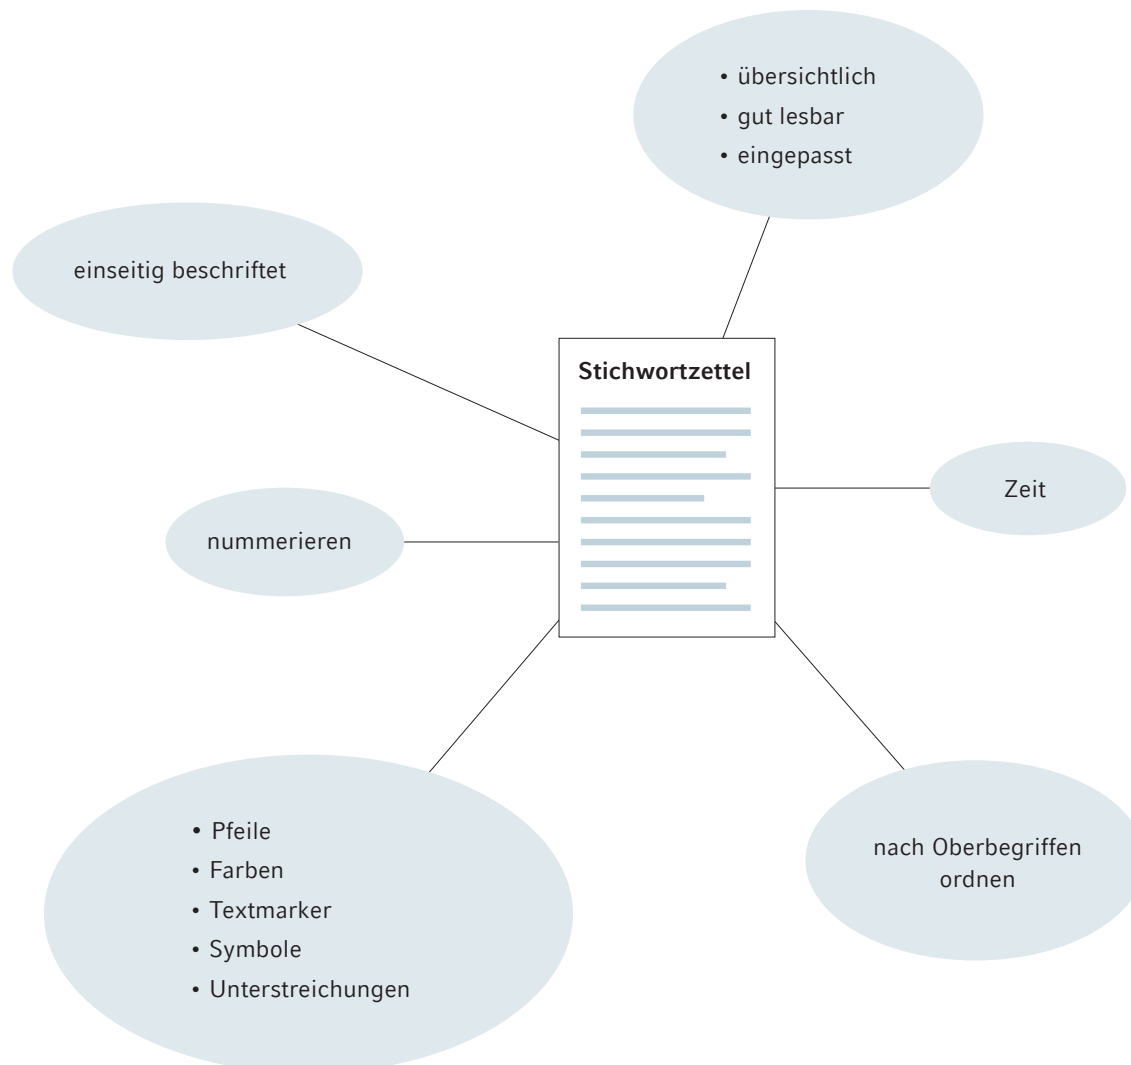 • übersichtlich
• gut lesbar
• eingepasst
einseitig beschriftet
Stichwortzettel
Zeit
nummerieren
• Pfeile
• Farben
• Textmarker
• Symbole
• Unterstreichungen
nach Oberbegriffen
ordnen